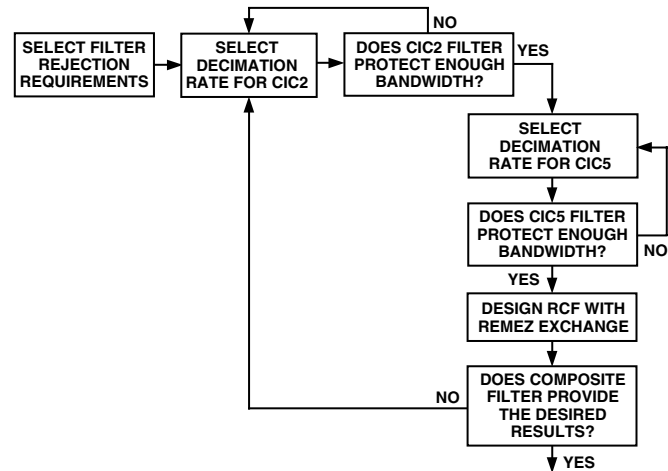 NO
SELECT FILTER
REJECTION
REQUIREMENTS
SELECT
DECIMATION
RATE FOR CIC2
DOES CIC2 FILTER
PROTECT ENOUGH
BANDWIDTH?
YES
SELECT
DECIMATION
RATE FOR CIC5
DOES CIC5 FILTER
PROTECT ENOUGH
BANDWIDTH?
NO
YES
DESIGN RCF WITH
REMEZ EXCHANGE
DOES COMPOSITE
FILTER PROVIDE
THE DESIRED
RESULTS?
NO
YES